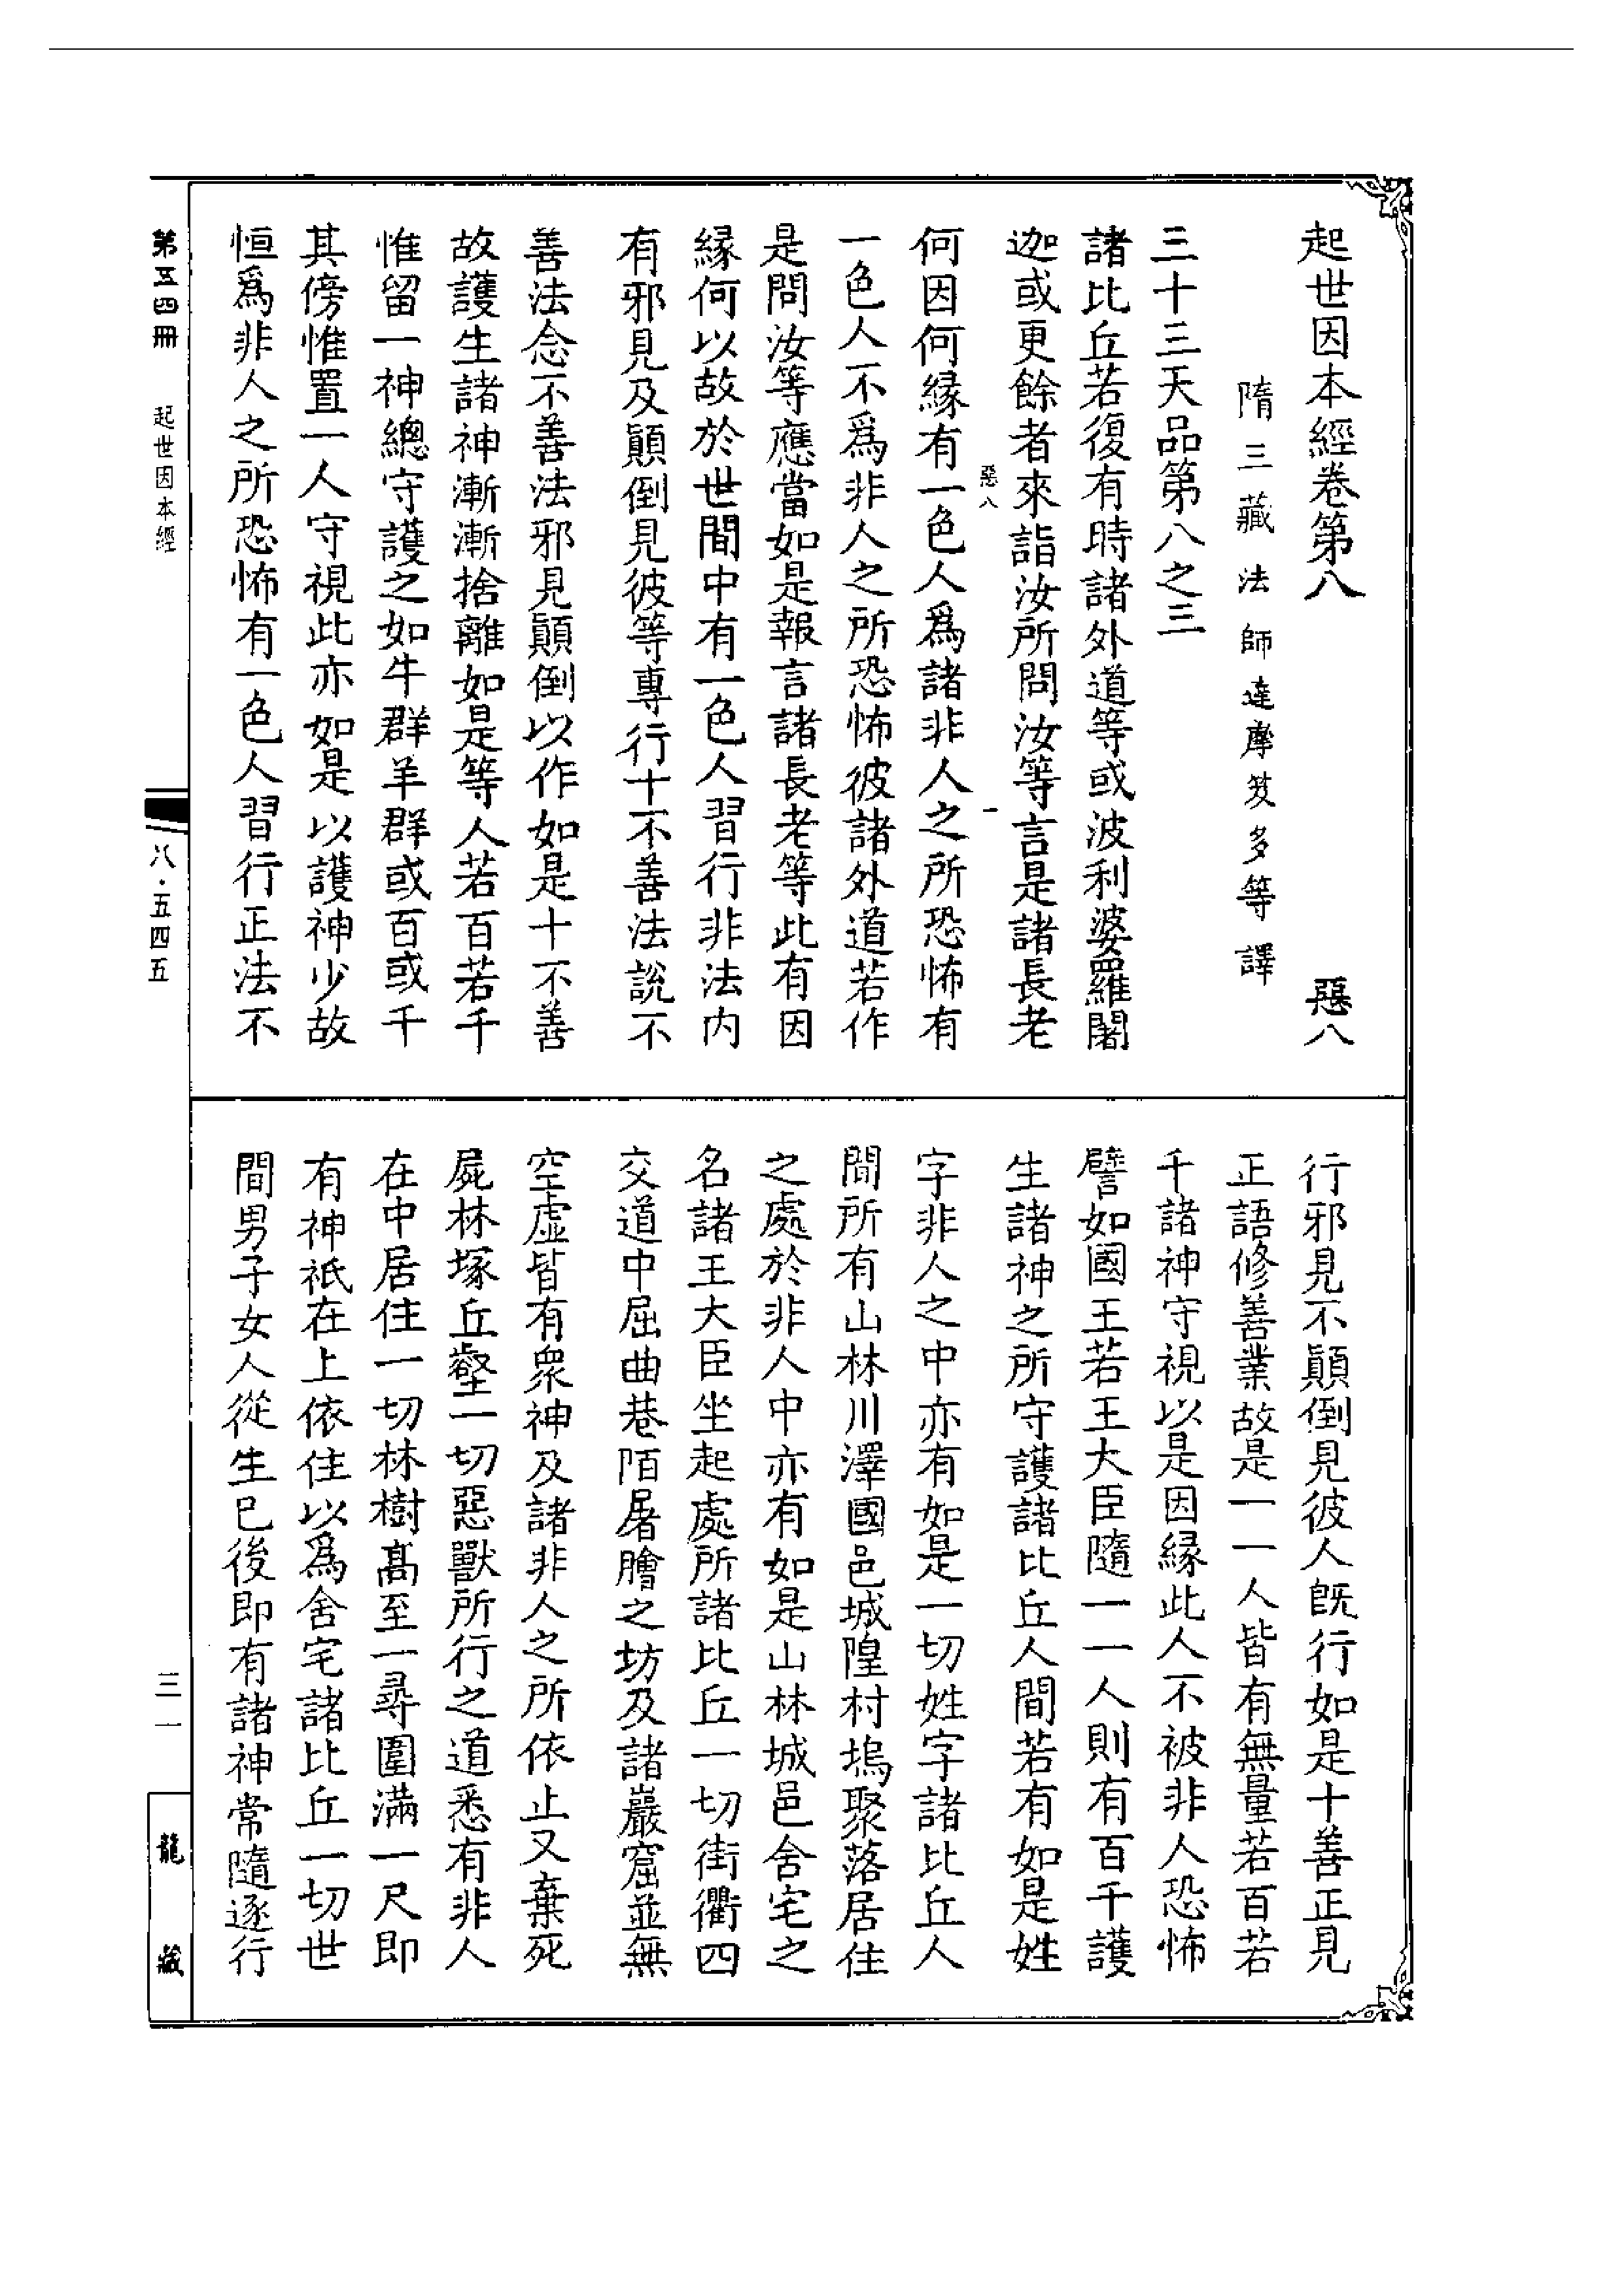 起世因本經卷第八　惡八
隋三藏法師達摩笈多等譯
三十三天品第八之三
諸比丘若復有時諸外道等或波利婆羅闍
迦或更餘者來詣汝所問汝等言是諸長老
惡八　一
何因何緣有一色人爲諸非人之所恐怖有
一色人不爲非人之所恐怖彼諸外道若作
是問汝等應當如是報言諸長老等此有因
緣何以故於世間中有一色人習行非法內
有邪見及顛倒見彼等專行十不善法說不
善法念不善法邪見顛倒以作如是十不善
故護生諸神漸漸捨離如是等人若百若千
惟留一神總守護之如牛群羊群或百或千
其傍惟置一人守視此亦如是以護神少故
恒爲非人之所恐怖有一色人習行正法不
行邪見不顛倒見彼人旣行如是十善正見
正語修善業故是一一人皆有無量若百若
千諸神守視以是因緣此人不被非人恐怖
譬如國王若王大臣隨一一人則有百千護
生諸神之所守護諸比丘人間若有如是姓
字非人之中亦有如是一切姓字諸比丘人
間所有山林川澤國邑城隍村塢聚落居住
之處於非人中亦有如是山林城邑舍宅之
名諸王大臣坐起處所諸比丘一切街衢四
交道中屈曲巷陌屠膾之坊及諸巖窟並無
空虛皆有衆神及諸非人之所依止又棄死
屍林塚丘壑一切惡獸所行之道悉有非人
在中居住一切林樹高至一尋圍滿一尺即
有神祇在上依住以爲舍宅諸比丘一切世
間男子女人從生已後即有諸神常隨逐行
第五四冊　起世因本經
八·五四五
三一
龍藏